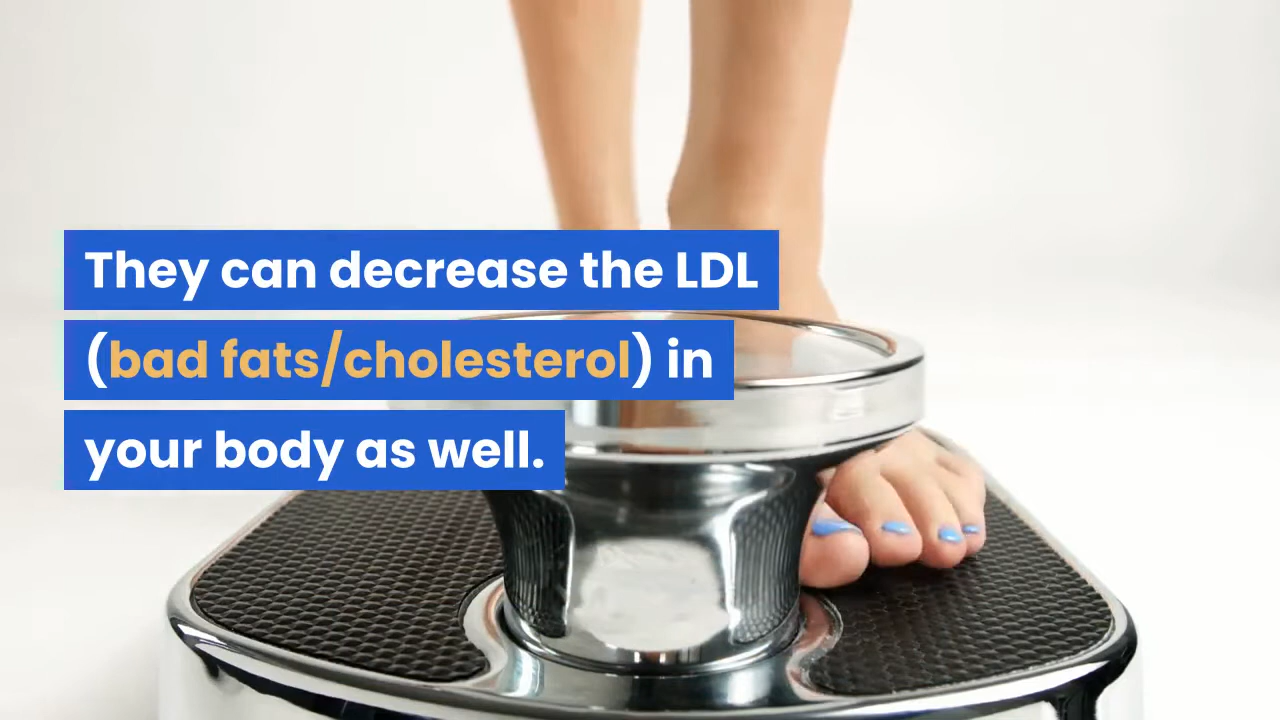 They can decrease the LDL
(bad fats/cholesterol) in
your body as well.